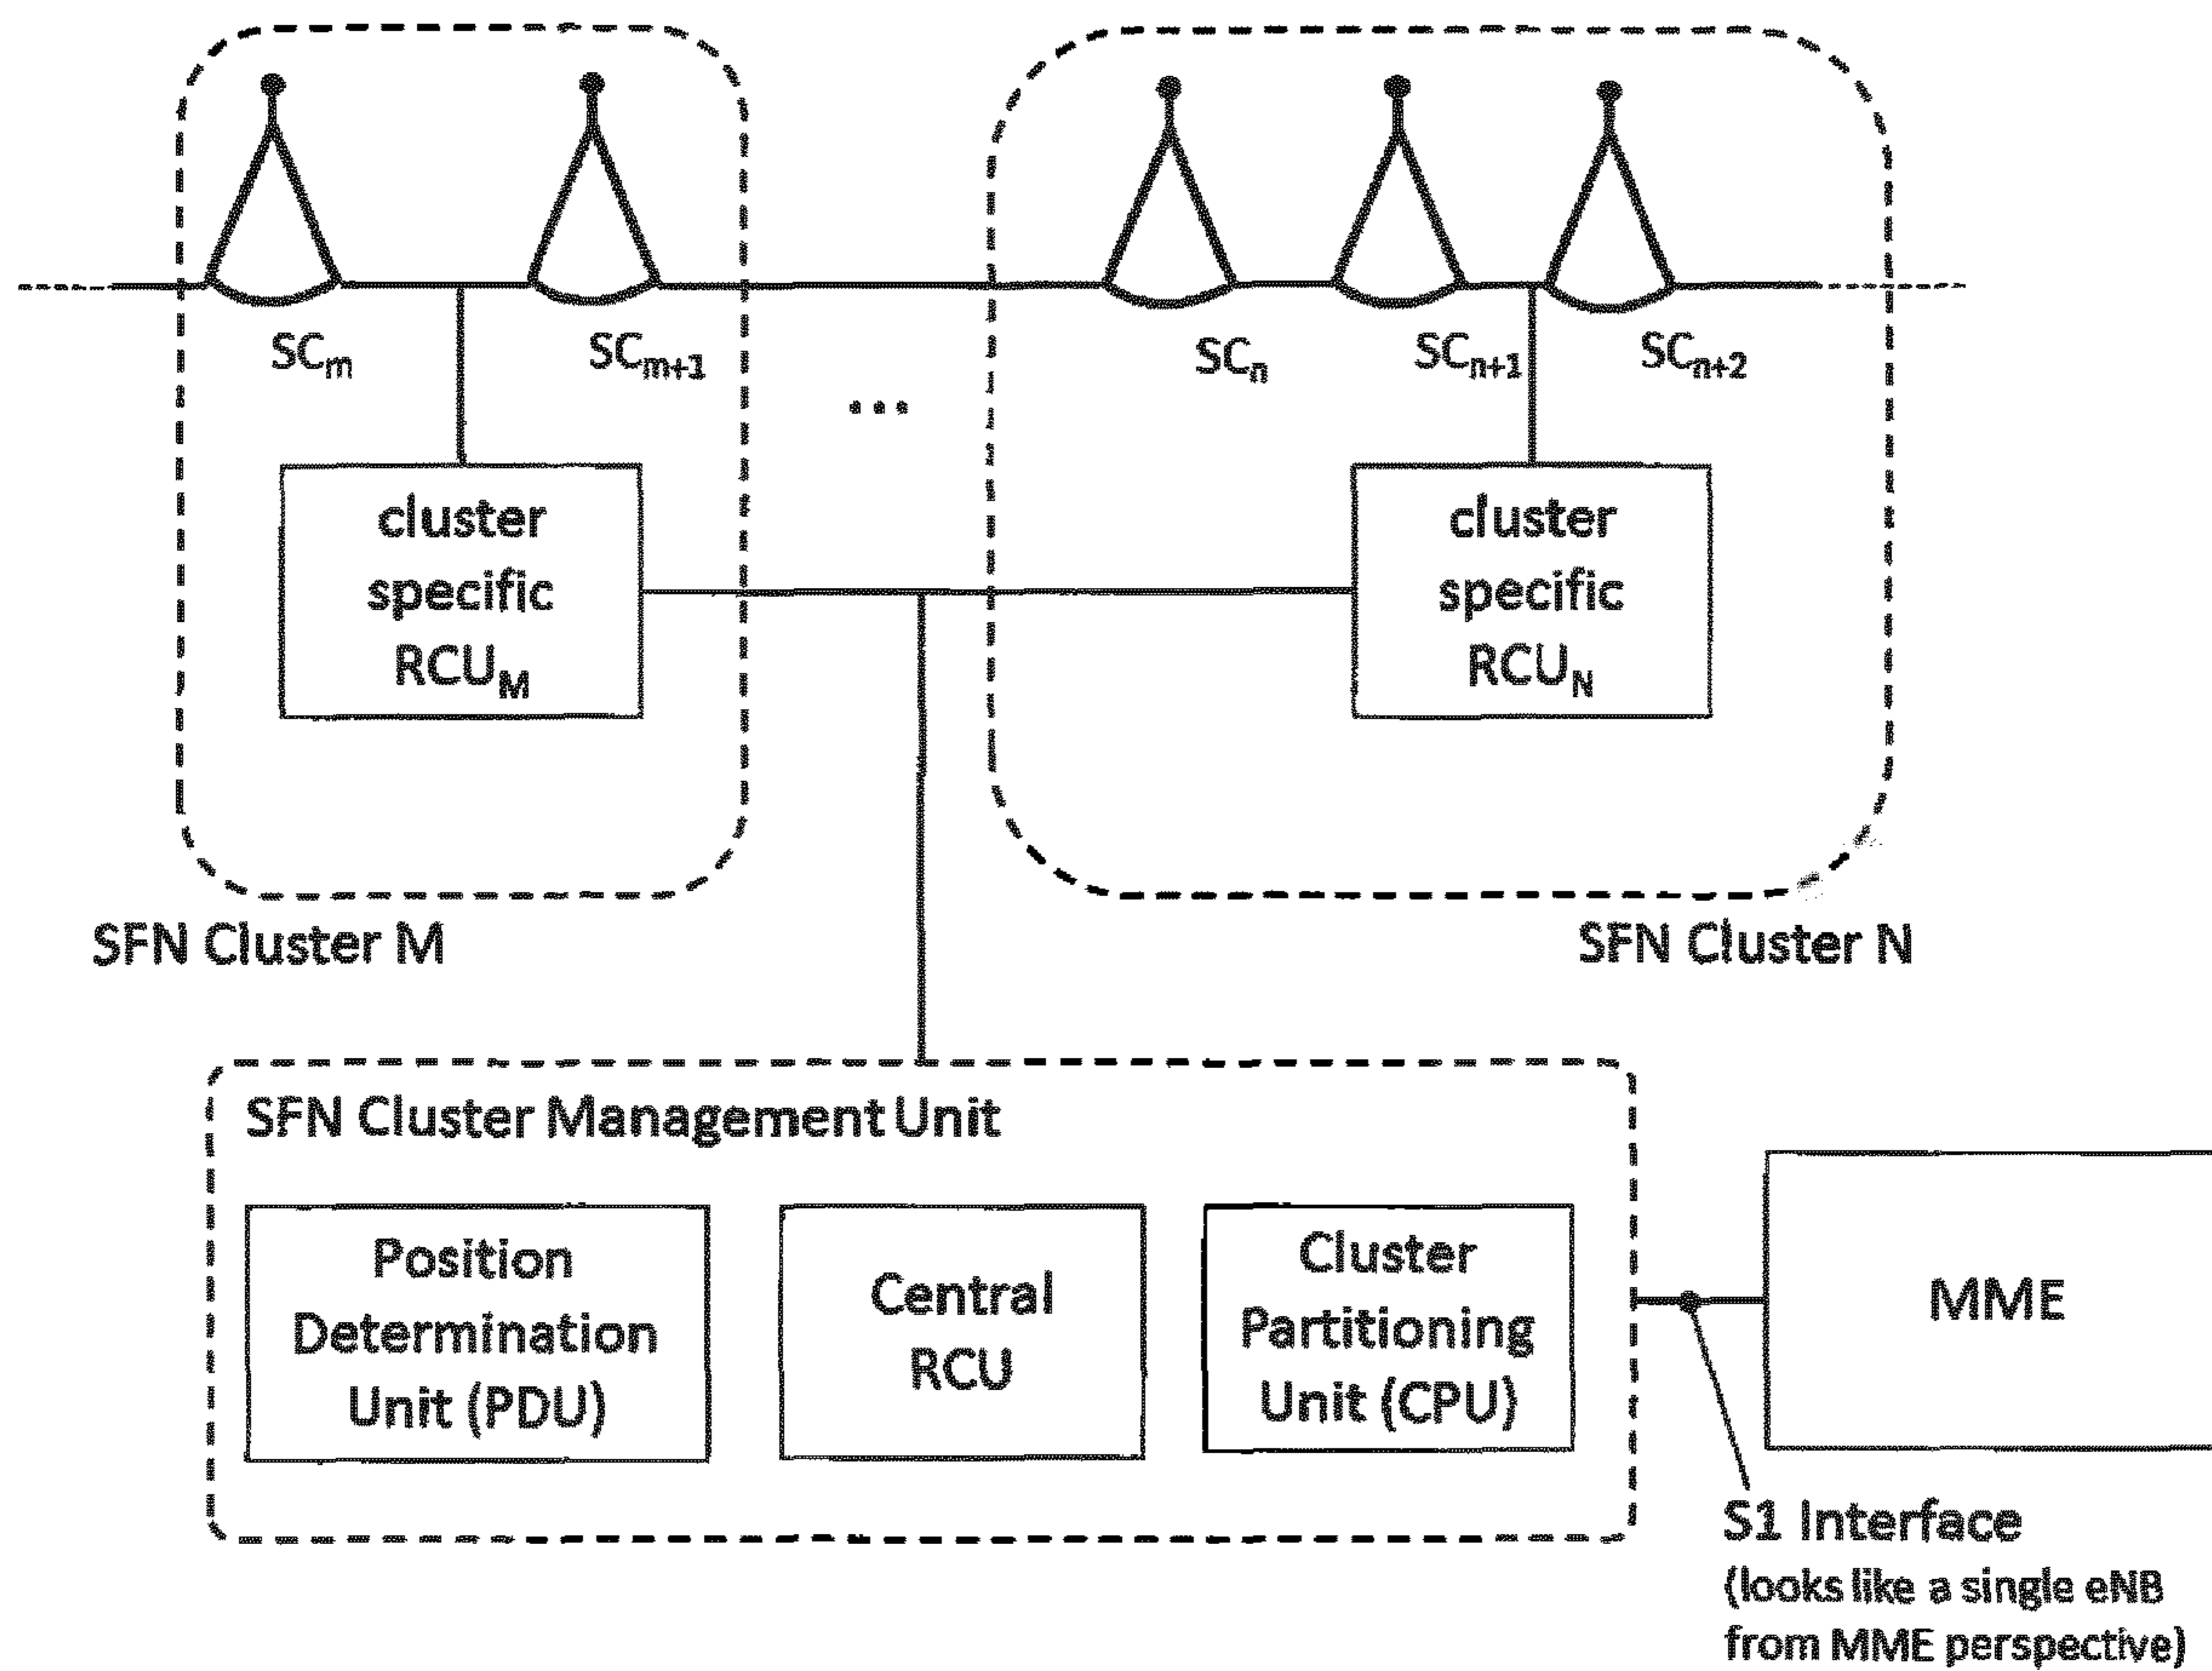 SCₘ
SCₘ₊₁
SCₙ
SCₙ₊₁
SCₙ₊₂
...
cluster
specific
RCU_M
cluster
specific
RCU_N
SFN Cluster M
SFN Cluster N
SFN Cluster Management Unit
Position
Determination
Unit (PDU)
Central
RCU
Cluster
Partitioning
Unit (CPU)
MME
S1 Interface
(looks like a single eNB
from MME perspective)